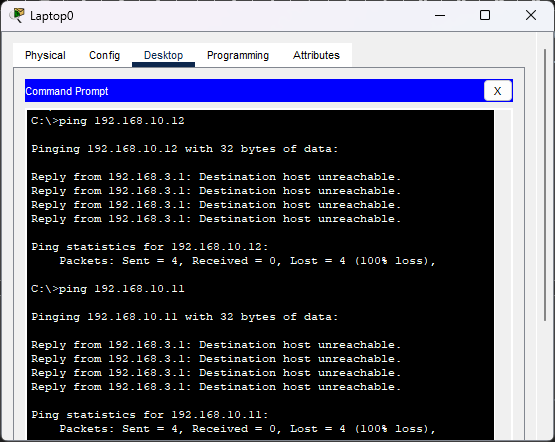 Laptop0
Physical Config Desktop Programming Attributes
Command Prompt
X
C:\>ping 192.168.10.12
Pinging 192.168.10.12 with 32 bytes of data:
Reply from 192.168.3.1: Destination host unreachable.
Reply from 192.168.3.1: Destination host unreachable.
Reply from 192.168.3.1: Destination host unreachable.
Reply from 192.168.3.1: Destination host unreachable.
Ping statistics for 192.168.10.12:
Packets: Sent = 4, Received = 0, Lost = 4 (100% loss),
C:\>ping 192.168.10.11
Pinging 192.168.10.11 with 32 bytes of data:
Reply from 192.168.3.1: Destination host unreachable.
Reply from 192.168.3.1: Destination host unreachable.
Reply from 192.168.3.1: Destination host unreachable.
Reply from 192.168.3.1: Destination host unreachable.
Ping statistics for 192.168.10.11:
Packets: Sent = 4, Received = 0, Lost = 4 (100% loss),